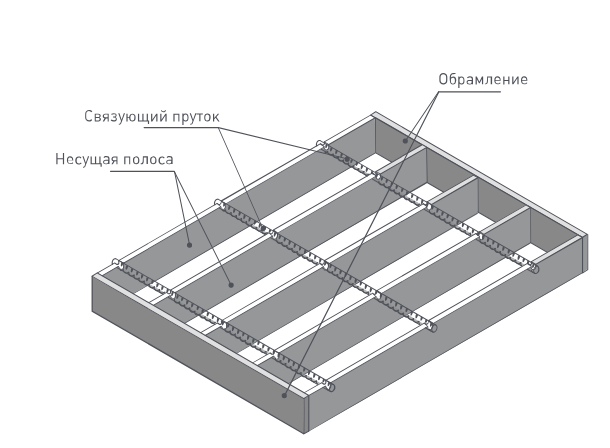 Обрамление
Связующий пруток
Несущая полоса